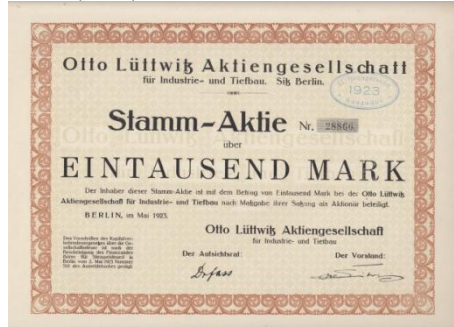 Otto Lüttwitz Aktiengesellschaft
für Industrie- und Tiefbau. Sitz Berlin.
1923
Stamm-Aktie Nr. 28866
über
EINTAUSEND MARK
Der Inhaber dieser Stamm-Aktie ist mit dem Betrag von Eintausend Mark bei der Otto Lüttwitz
Aktiengesellschaft für Industrie- und Tiefbau nach Maßgabe ihrer Satzung als Aktionär beteiligt.
BERLIN, im Mai 1923.
Otto Lüttwitz Aktiengesellschaft
für Industrie- und Tiefbau
Der Aufsichtsrat:
Der Vorstand: